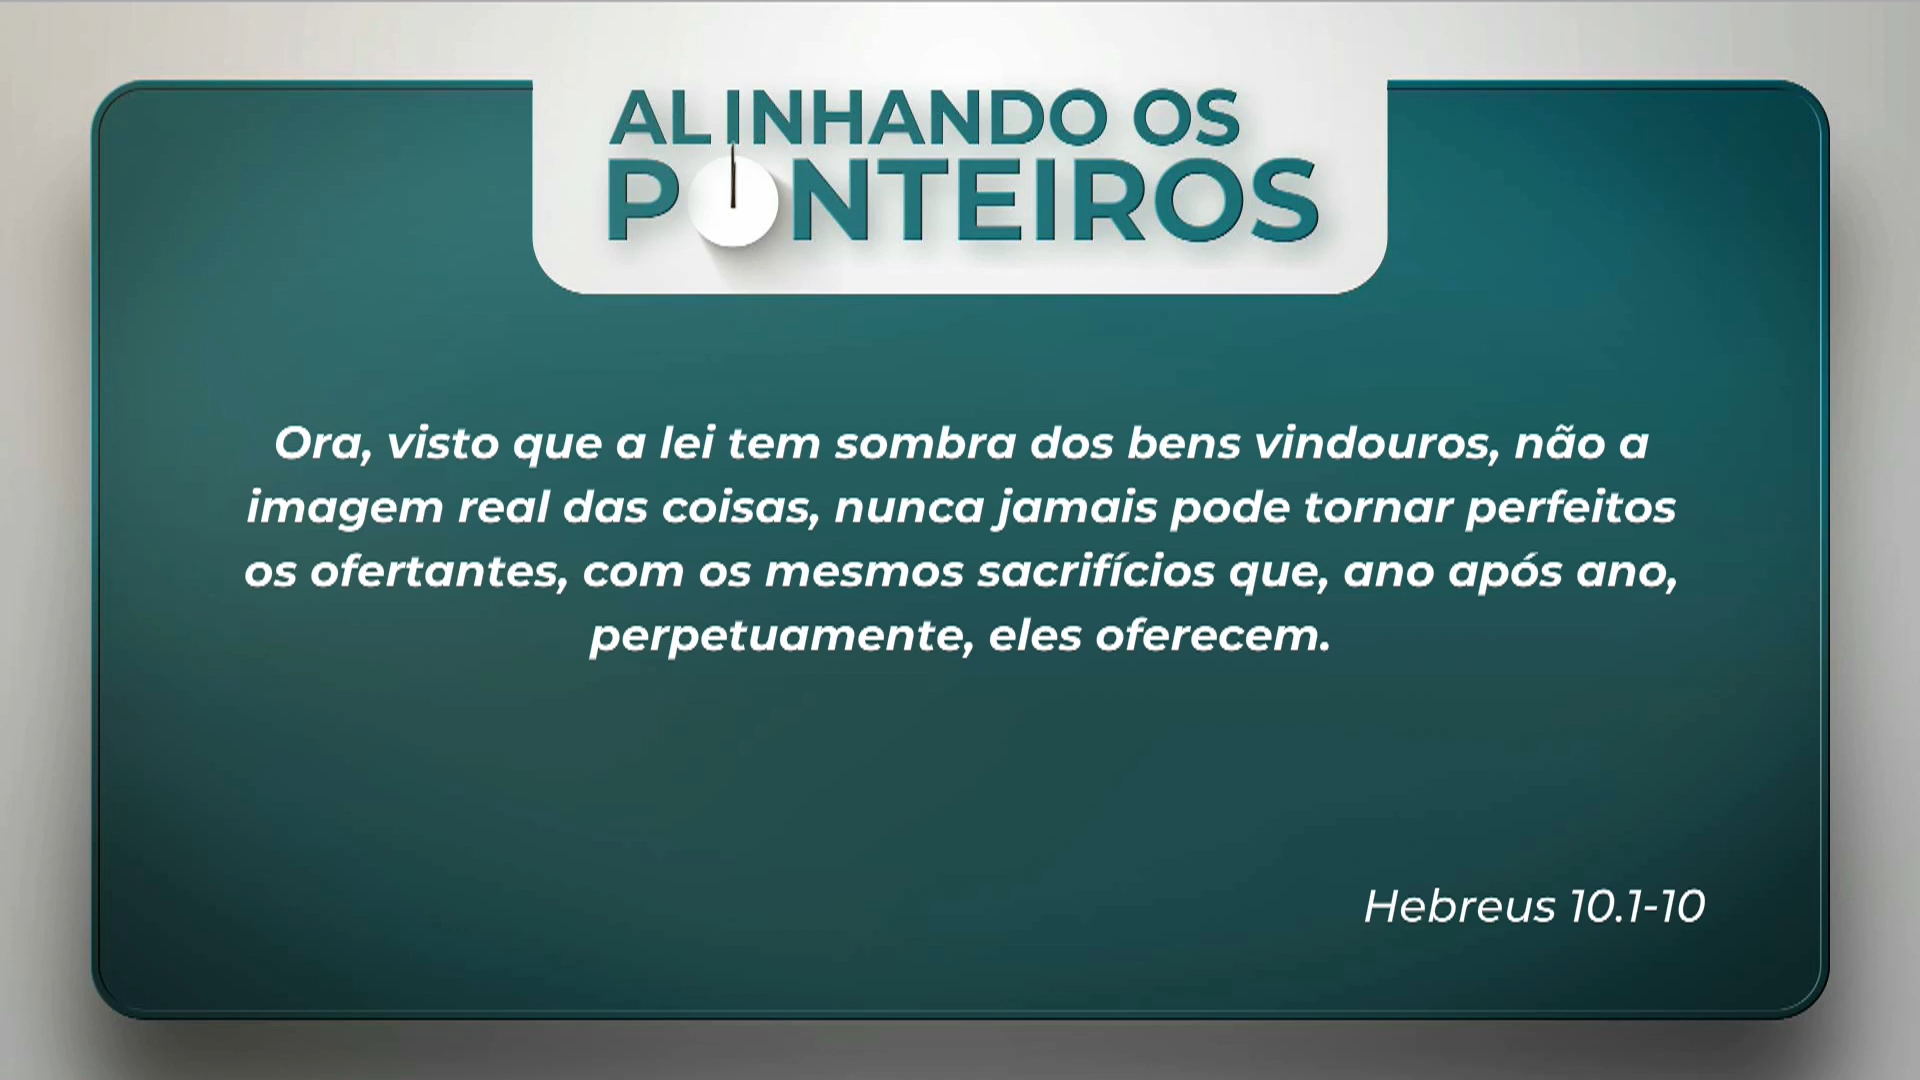 ALINHANDO OS
PONTEIROS
Ora, visto que a lei tem sombra dos bens vindouros, não a
imagem real das coisas, nunca jamais pode tornar perfeitos
os ofertantes, com os mesmos sacrifícios que, ano após ano,
perpetuamente, eles oferecem.
Hebreus 10.1-10